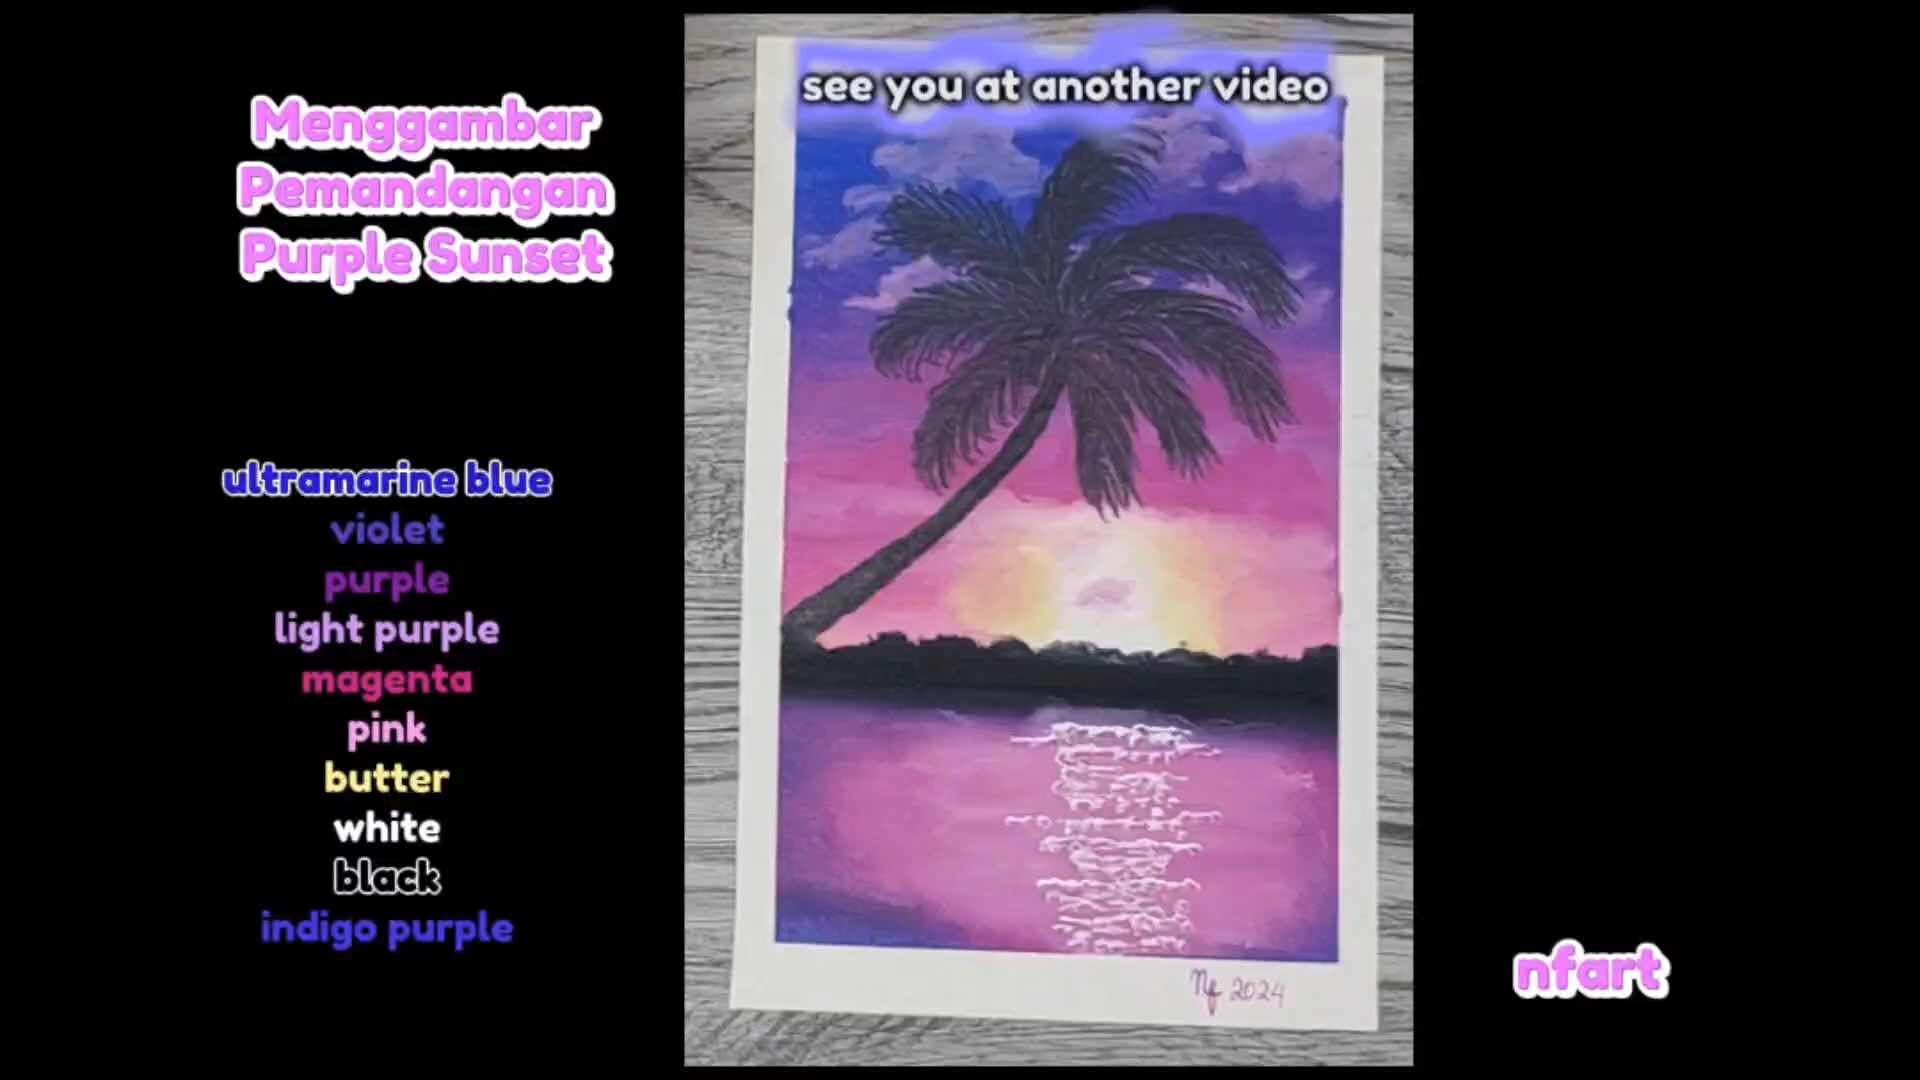 Menggambar
Pemandangan
Purple Sunset
see you at another video
ultramarine blue
violet
purple
light purple
magenta
pink
butter
white
black
indigo purple
Nf 2024
nfart